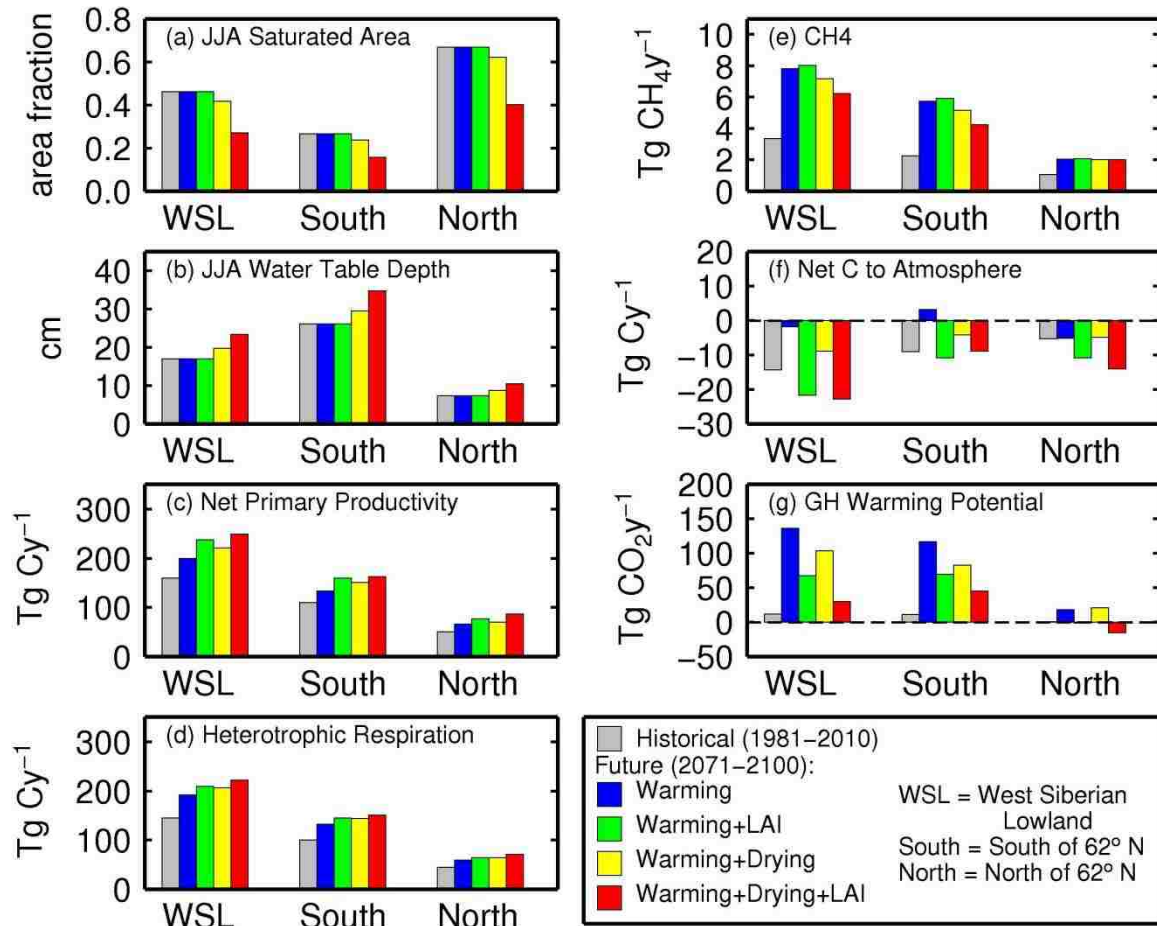 (a) JJA Saturated Area
area fraction
0.8
0.6
0.4
0.2
0.0
WSL South North
(b) JJA Water Table Depth
cm
40
30
20
10
0
WSL South North
(c) Net Primary Productivity
Tg Cy⁻¹
300
200
100
0
WSL South North
(d) Heterotrophic Respiration
Tg Cy⁻¹
300
200
100
0
WSL South North
(e) CH4
Tg CH₄y⁻¹
10
8
6
4
2
0
WSL South North
(f) Net C to Atmosphere
Tg Cy⁻¹
20
10
0
−10
−20
−30
WSL South North
(g) GH Warming Potential
Tg CO₂y⁻¹
200
150
100
50
0
−50
WSL South North
Historical (1981−2010)
Future (2071−2100):
Warming
Warming+LAI
Warming+Drying
Warming+Drying+LAI
WSL = West Siberian
Lowland
South = South of 62º N
North = North of 62º N